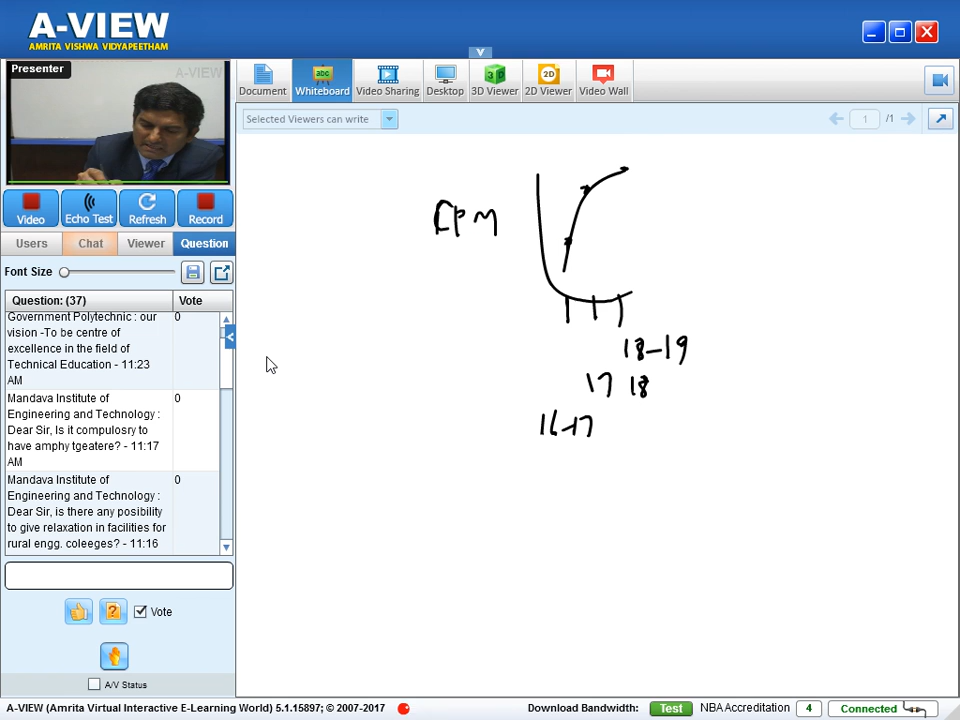 A-VIEW
AMRITA VISHWA VIDYAPEETHAM
Presenter
A-VIEW
Document
Whiteboard
Video Sharing
Desktop
3D Viewer
2D Viewer
Video Wall
Selected Viewers can write
1 /1
Video
Echo Test
Refresh
Record
Users
Chat
Viewer
Question
Font Size
Question: (37) Vote
Government Polytechnic : our 0
vision -To be centre of
excellence in the field of
Technical Education - 11:23
AM
Mandava Institute of 0
Engineering and Technology :
Dear Sir, Is it compulosry to
have amphy tgeatere? - 11:17
AM
Mandava Institute of 0
Engineering and Technology :
Dear Sir, is there any posibility
to give relaxation in facilities for
rural engg. coleeges? - 11:16
Vote
A/V Status
18-19
17 18
16-17
A-VIEW (Amrita Virtual Interactive E-Learning World) 5.1.15897; © 2007-2017
Download Bandwidth: Test NBA Accreditation 4 Connected